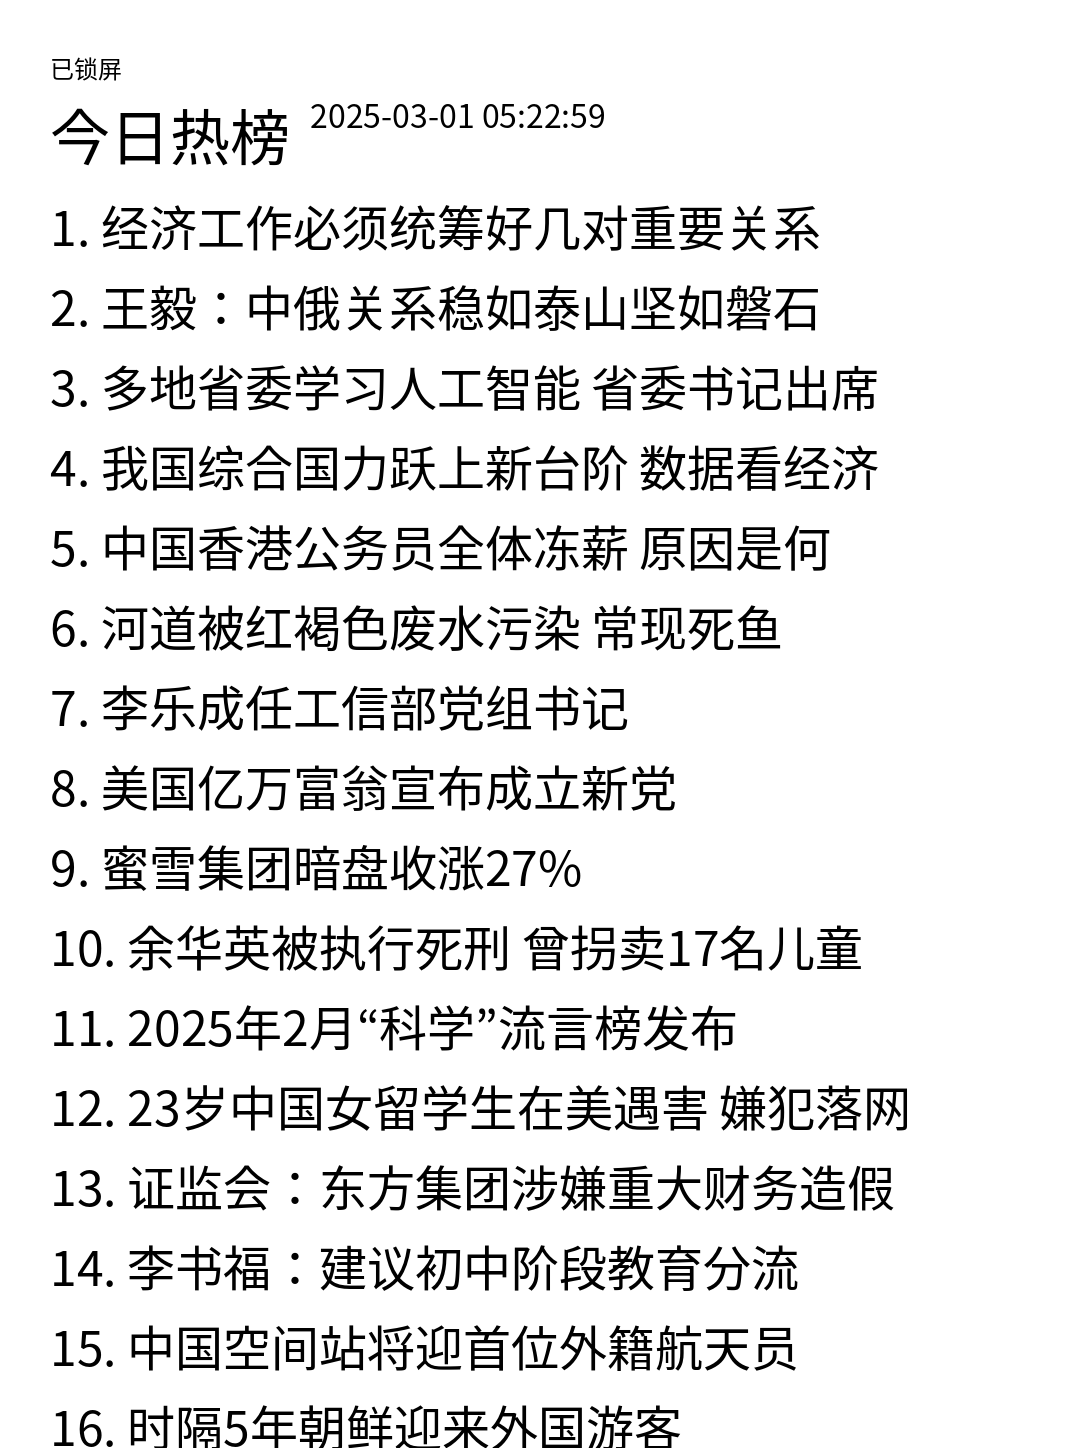 已锁屏
今日热榜 2025-03-01 05:22:59
1. 经济工作必须统筹好几对重要关系
2. 王毅：中俄关系稳如泰山坚如磐石
3. 多地省委学习人工智能 省委书记出席
4. 我国综合国力跃上新台阶 数据看经济
5. 中国香港公务员全体冻薪 原因是何
6. 河道被红褐色废水污染 常现死鱼
7. 李乐成任工信部党组书记
8. 美国亿万富翁宣布成立新党
9. 蜜雪集团暗盘收涨27%
10. 余华英被执行死刑 曾拐卖17名儿童
11. 2025年2月“科学”流言榜发布
12. 23岁中国女留学生在美遇害 嫌犯落网
13. 证监会：东方集团涉嫌重大财务造假
14. 李书福：建议初中阶段教育分流
15. 中国空间站将迎首位外籍航天员
16. 时隔5年朝鲜迎来外国游客